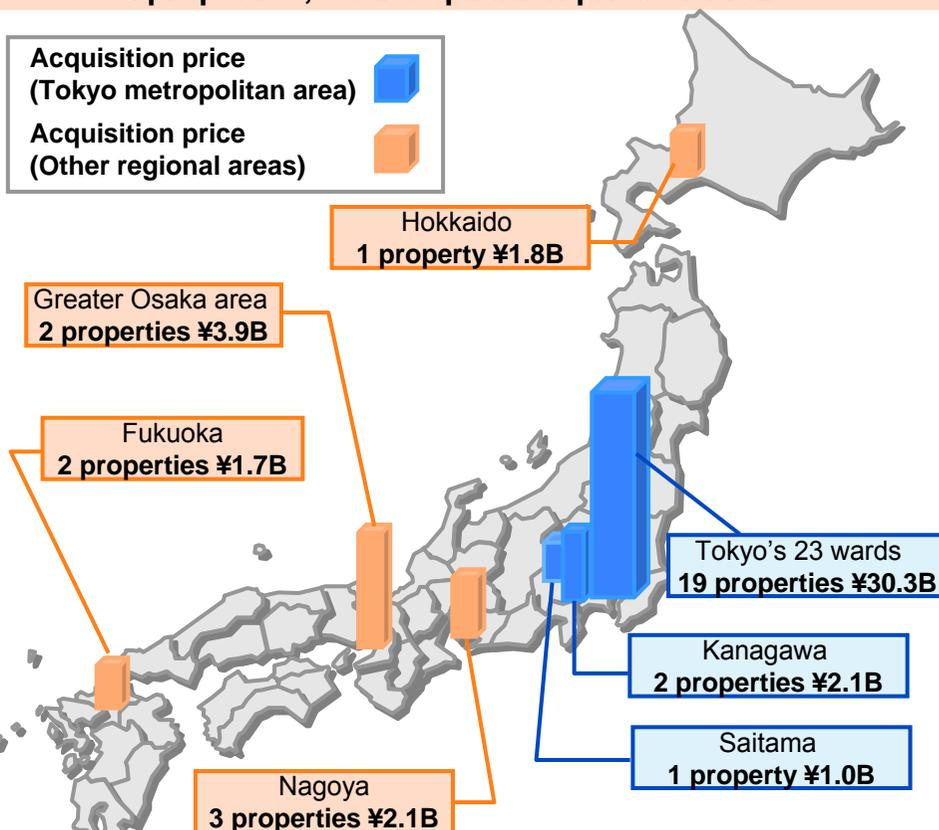 Acquisition price
(Tokyo metropolitan area)
Acquisition price
(Other regional areas)
Hokkaido
1 property ¥1.8B
Greater Osaka area
2 properties ¥3.9B
Fukuoka
2 properties ¥1.7B
Tokyo’s 23 wards
19 properties ¥30.3B
Kanagawa
2 properties ¥2.1B
Saitama
1 property ¥1.0B
Nagoya
3 properties ¥2.1B